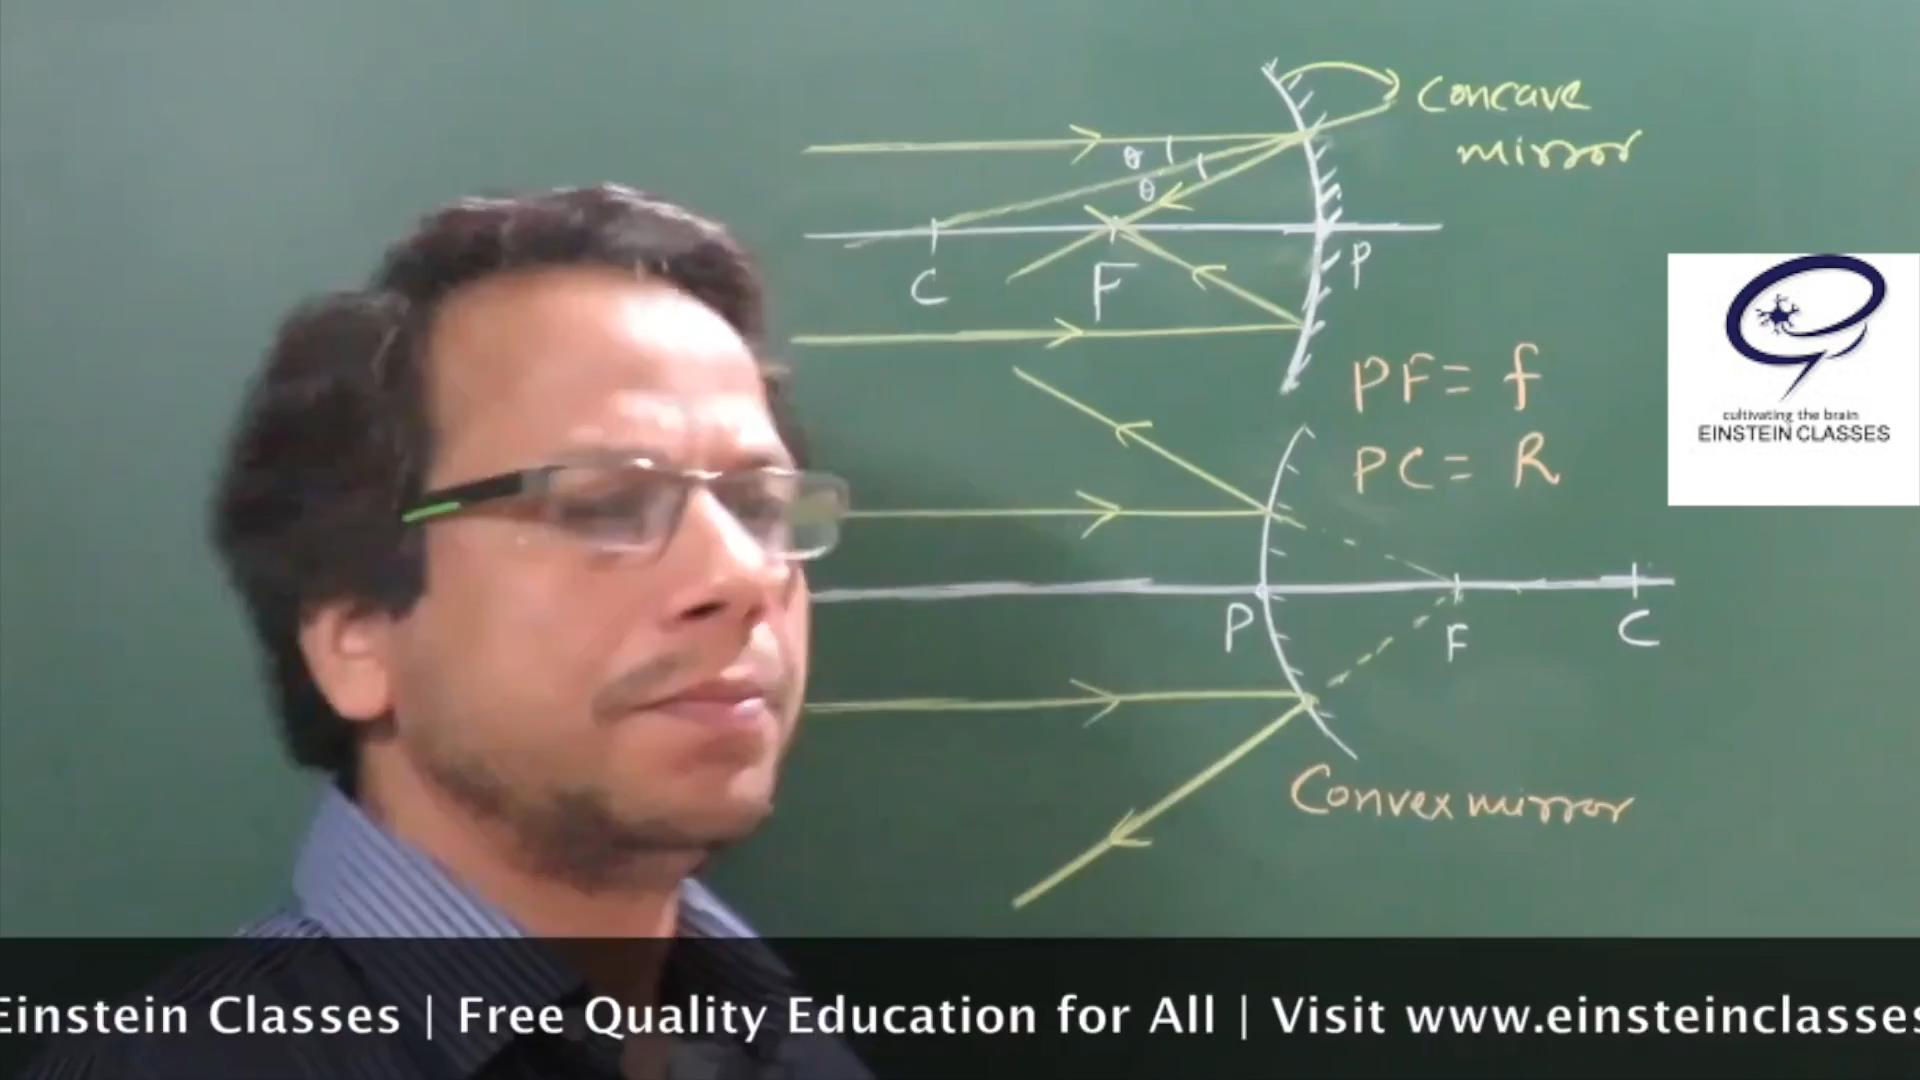 Concave
mirror
θ
θ
C
F
P
PF = f
PC = R
P
F
C
Convex mirror
cultivating the brain
EINSTEIN CLASSES
Einstein Classes | Free Quality Education for All | Visit www.einsteinclasses